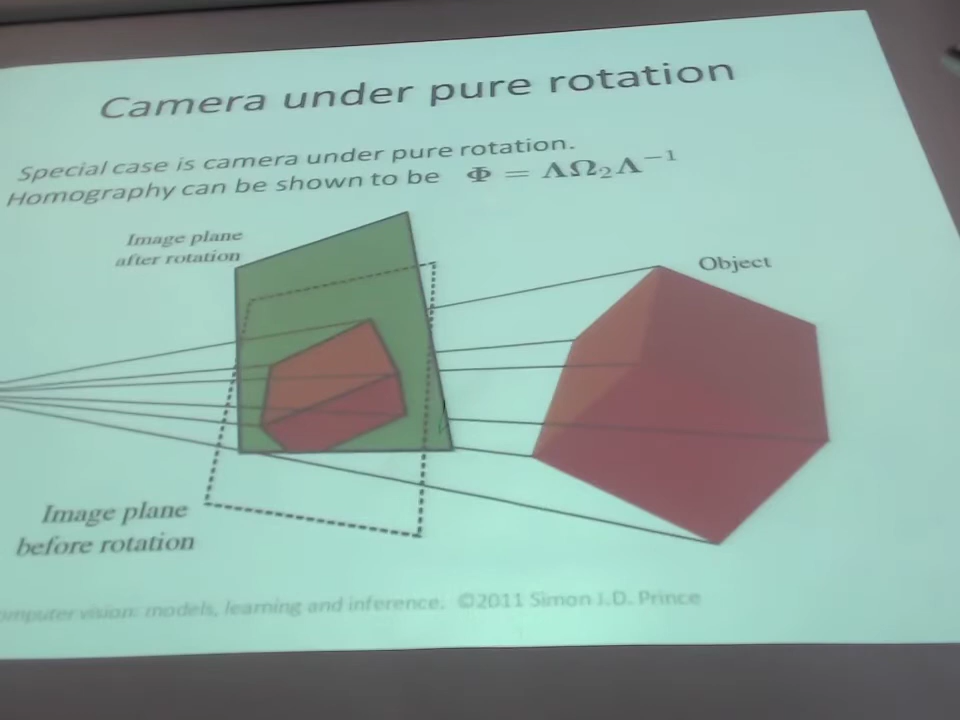 Camera under pure rotation
Special case is camera under pure rotation.
Homography can be shown to be Φ = ΛΩ₂Λ⁻¹
Image plane
after rotation
Object
Image plane
before rotation
omputer vision: models, learning and inference. ©2011 Simon J.D. Prince